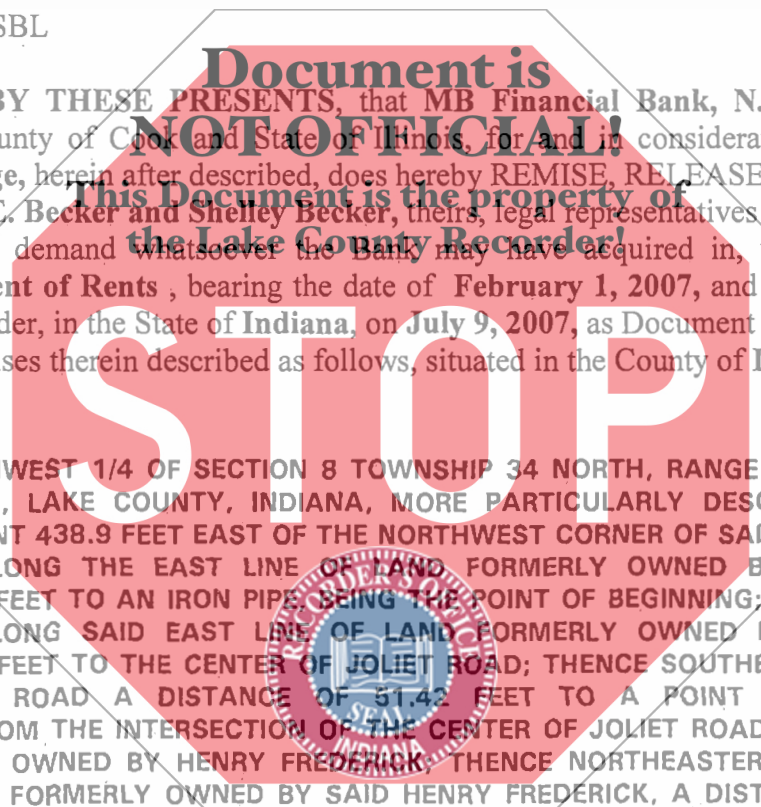 SBL
Document is
BY THESE PRESENTS, that MB Financial Bank, N.
NOT OFFICIAL!
unty of Cook and State of Illinois, for and in considera
ge, herein after described, does hereby REMISE, RELEASE
This Document is the property of
C. Becker and Shelley Becker, theirs, legal representatives,
the Lake County Recorder!
demand whatsoever the Bank may have acquired in,
ent of Rents , bearing the date of February 1, 2007, and
der, in the State of Indiana, on July 9, 2007, as Document
ises therein described as follows, situated in the County of
STOP
WEST 1/4 OF SECTION 8 TOWNSHIP 34 NORTH, RANGE
, LAKE COUNTY, INDIANA, MORE PARTICULARLY DESC
NT 438.9 FEET EAST OF THE NORTHWEST CORNER OF SA
LONG THE EAST LINE OF LAND FORMERLY OWNED B
FEET TO AN IRON PIPE, BEING THE POINT OF BEGINNING;
LONG SAID EAST LINE OF LAND FORMERLY OWNED
FEET TO THE CENTER OF JOLIET ROAD; THENCE SOUTHE
ROAD A DISTANCE OF 51.42 FEET TO A POINT
OM THE INTERSECTION OF THE CENTER OF JOLIET ROAD
OWNED BY HENRY FREDERICK; THENCE NORTHEASTER
FORMERLY OWNED BY SAID HENRY FREDERICK, A DIST
RECORDER'S OFFICE
SEAL
INDIANA